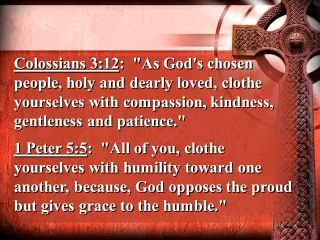 Colossians 3:12:  "As God's chosen
people, holy and dearly loved, clothe
yourselves with compassion, kindness,
gentleness and patience."
1 Peter 5:5:  "All of you, clothe
yourselves with humility toward one
another, because, God opposes the proud
but gives grace to the humble."